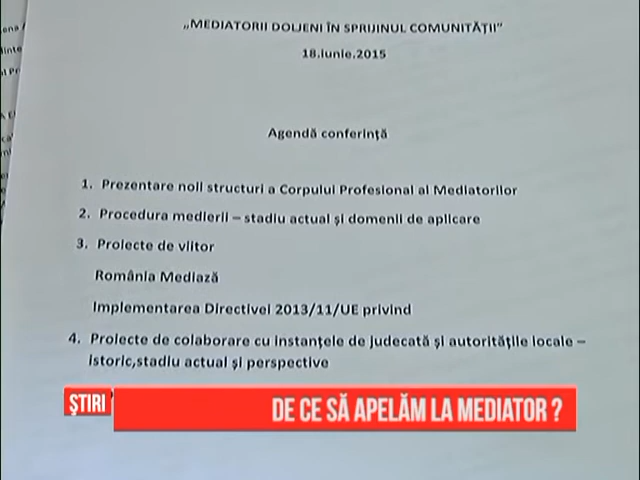 „MEDIATORII DOLJENI ÎN SPRIJINUL COMUNITĂȚII"
18.iunie.2015
Agendă conferință
1. Prezentare noii structuri a Corpului Profesional al Mediatorilor
2. Procedura medierii – stadiu actual și domenii de aplicare
3. Proiecte de viitor
România Mediază
Implementarea Directivei 2013/11/UE privind
4. Proiecte de colaborare cu instanțele de judecată și autoritățile locale –
istoric,stadiu actual și perspective
ȘTIRI
DE CE SĂ APELĂM LA MEDIATOR ?